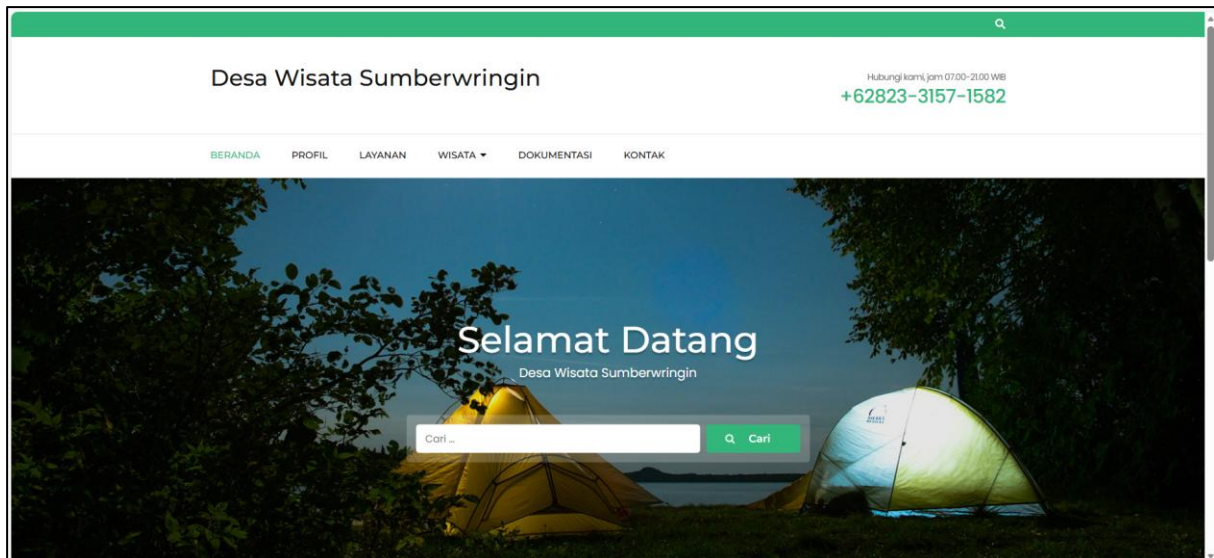 Desa Wisata Sumberwringin
Hubungi kami, jam 07.00-21.00 WIB
+62823-3157-1582
BERANDA PROFIL LAYANAN WISATA DOKUMENTASI KONTAK
Selamat Datang
Desa Wisata Sumberwringin
Cari ... Cari